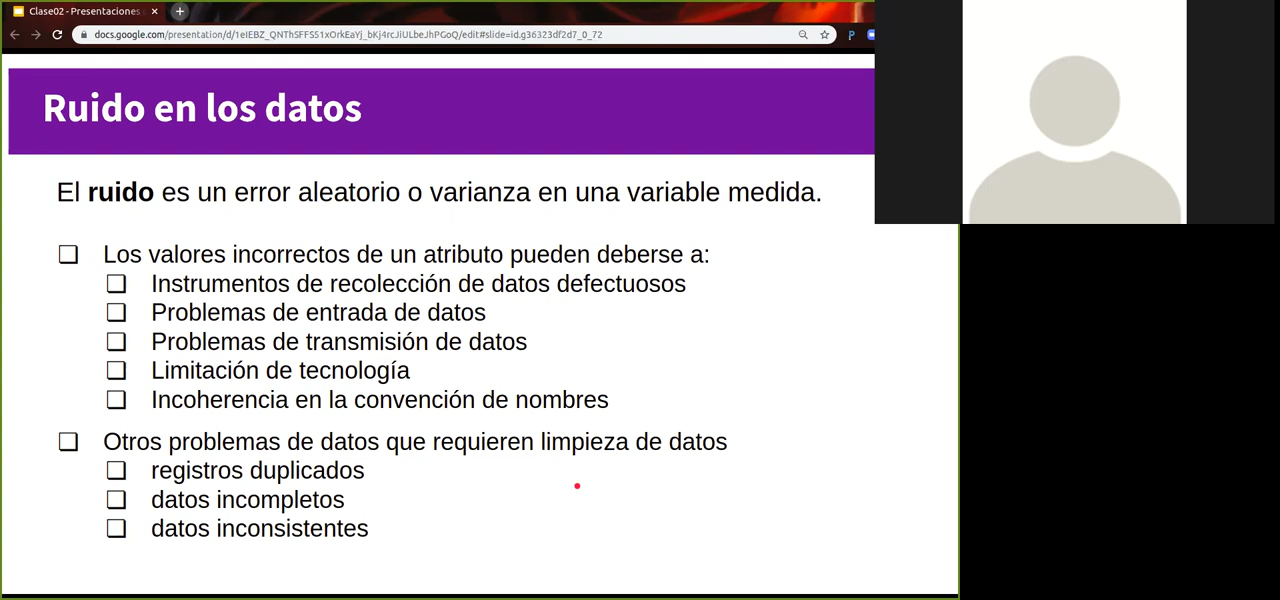 Clase02 - Presentaciones
docs.google.com/presentation/d/1eIEBZ_QNThSFFS51xOrkEaYj_bKj4rcJiULbeJhPGoQ/edit#slide=id.g36323df2d7_0_72
Ruido en los datos
El ruido es un error aleatorio o varianza en una variable medida.
❏ Los valores incorrectos de un atributo pueden deberse a:
❏ Instrumentos de recolección de datos defectuosos
❏ Problemas de entrada de datos
❏ Problemas de transmisión de datos
❏ Limitación de tecnología
❏ Incoherencia en la convención de nombres
❏ Otros problemas de datos que requieren limpieza de datos
❏ registros duplicados
❏ datos incompletos
❏ datos inconsistentes